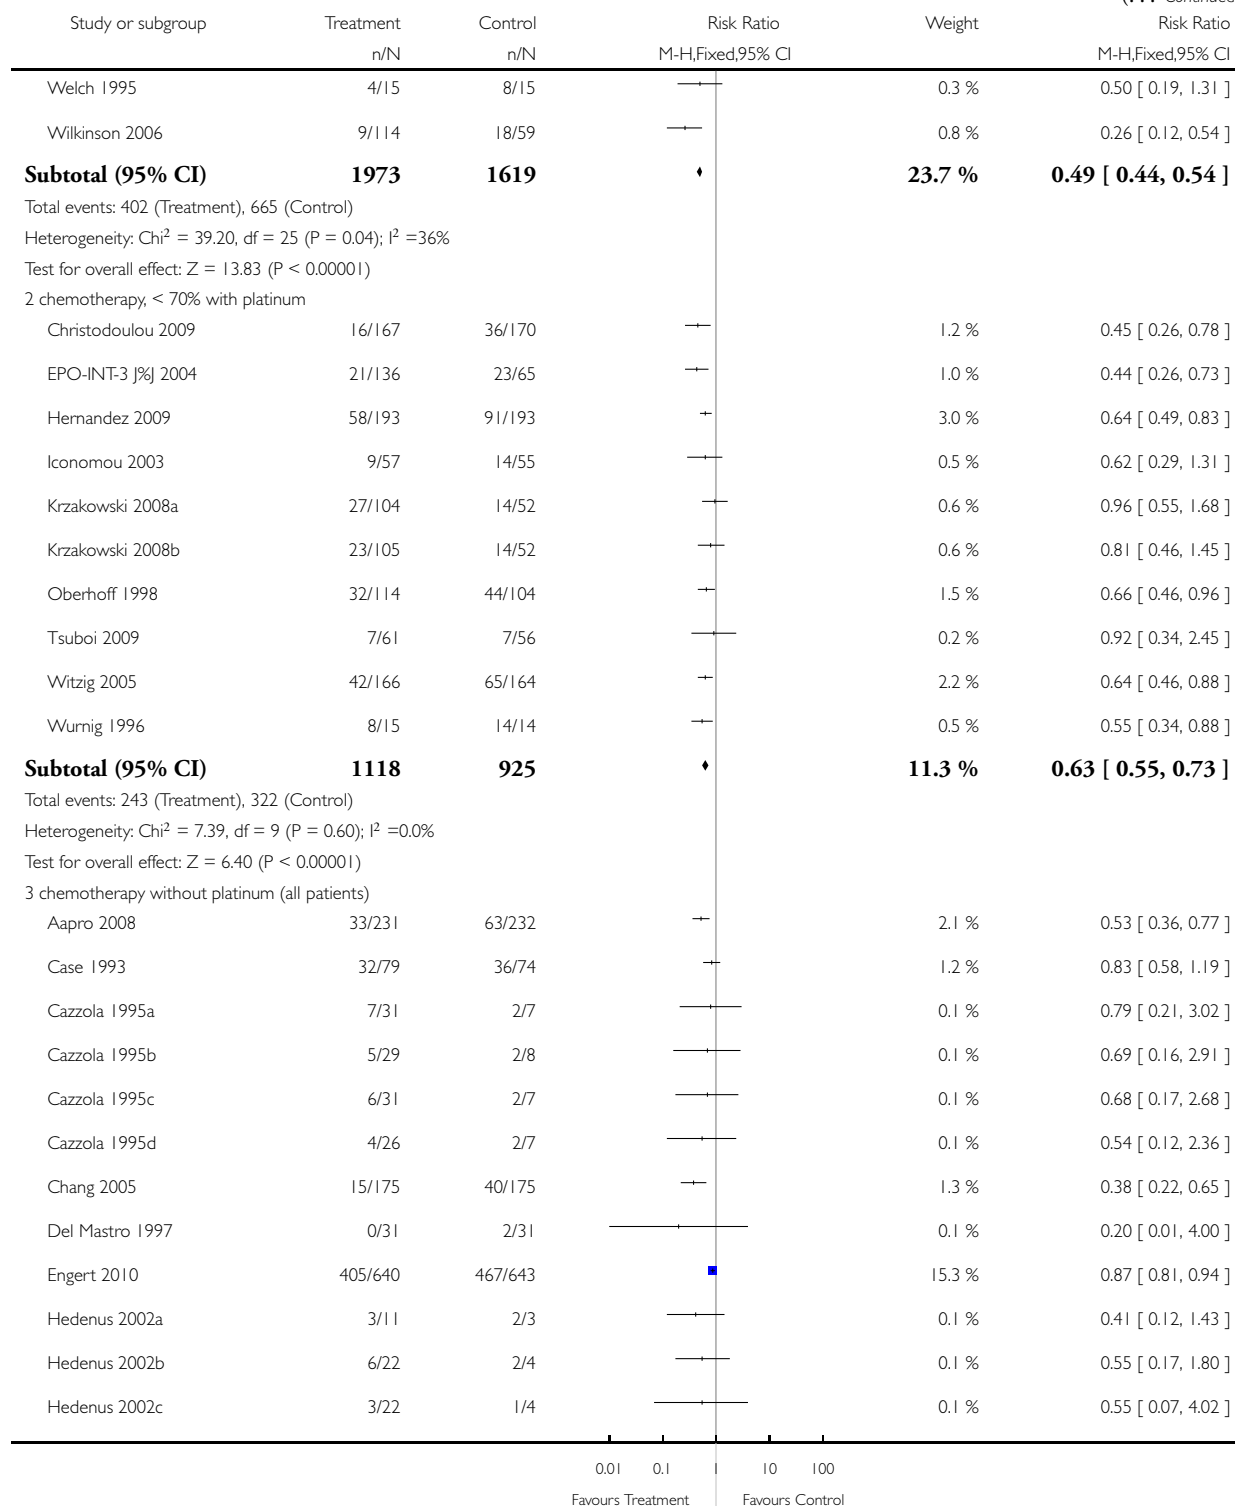 (... Continued
Study or subgroup Treatment Control Risk Ratio Weight Risk Ratio
n/N n/N M-H,Fixed,95% CI M-H,Fixed,95% CI
Welch 1995 4/15 8/15 0.3 % 0.50 [ 0.19, 1.31 ]
Wilkinson 2006 9/114 18/59 0.8 % 0.26 [ 0.12, 0.54 ]
Subtotal (95% CI) 1973 1619 23.7 % 0.49 [ 0.44, 0.54 ]
Total events: 402 (Treatment), 665 (Control)
Heterogeneity: Chi² = 39.20, df = 25 (P = 0.04); I² =36%
Test for overall effect: Z = 13.83 (P < 0.00001)
2 chemotherapy, < 70% with platinum
Christodoulou 2009 16/167 36/170 1.2 % 0.45 [ 0.26, 0.78 ]
EPO-INT-3 J%J 2004 21/136 23/65 1.0 % 0.44 [ 0.26, 0.73 ]
Hernandez 2009 58/193 91/193 3.0 % 0.64 [ 0.49, 0.83 ]
Iconomou 2003 9/57 14/55 0.5 % 0.62 [ 0.29, 1.31 ]
Krzakowski 2008a 27/104 14/52 0.6 % 0.96 [ 0.55, 1.68 ]
Krzakowski 2008b 23/105 14/52 0.6 % 0.81 [ 0.46, 1.45 ]
Oberhoff 1998 32/114 44/104 1.5 % 0.66 [ 0.46, 0.96 ]
Tsuboi 2009 7/61 7/56 0.2 % 0.92 [ 0.34, 2.45 ]
Witzig 2005 42/166 65/164 2.2 % 0.64 [ 0.46, 0.88 ]
Wurnig 1996 8/15 14/14 0.5 % 0.55 [ 0.34, 0.88 ]
Subtotal (95% CI) 1118 925 11.3 % 0.63 [ 0.55, 0.73 ]
Total events: 243 (Treatment), 322 (Control)
Heterogeneity: Chi² = 7.39, df = 9 (P = 0.60); I² =0.0%
Test for overall effect: Z = 6.40 (P < 0.00001)
3 chemotherapy without platinum (all patients)
Aapro 2008 33/231 63/232 2.1 % 0.53 [ 0.36, 0.77 ]
Case 1993 32/79 36/74 1.2 % 0.83 [ 0.58, 1.19 ]
Cazzola 1995a 7/31 2/7 0.1 % 0.79 [ 0.21, 3.02 ]
Cazzola 1995b 5/29 2/8 0.1 % 0.69 [ 0.16, 2.91 ]
Cazzola 1995c 6/31 2/7 0.1 % 0.68 [ 0.17, 2.68 ]
Cazzola 1995d 4/26 2/7 0.1 % 0.54 [ 0.12, 2.36 ]
Chang 2005 15/175 40/175 1.3 % 0.38 [ 0.22, 0.65 ]
Del Mastro 1997 0/31 2/31 0.1 % 0.20 [ 0.01, 4.00 ]
Engert 2010 405/640 467/643 15.3 % 0.87 [ 0.81, 0.94 ]
Hedenus 2002a 3/11 2/3 0.1 % 0.41 [ 0.12, 1.43 ]
Hedenus 2002b 6/22 2/4 0.1 % 0.55 [ 0.17, 1.80 ]
Hedenus 2002c 3/22 1/4 0.1 % 0.55 [ 0.07, 4.02 ]
0.01 0.1 1 10 100
Favours Treatment Favours Control